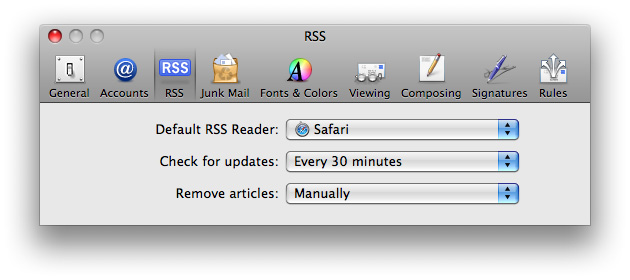 RSS
RSS
General Accounts RSS Junk Mail Fonts & Colors Viewing Composing Signatures Rules
Default RSS Reader: Safari
Check for updates: Every 30 minutes
Remove articles: Manually